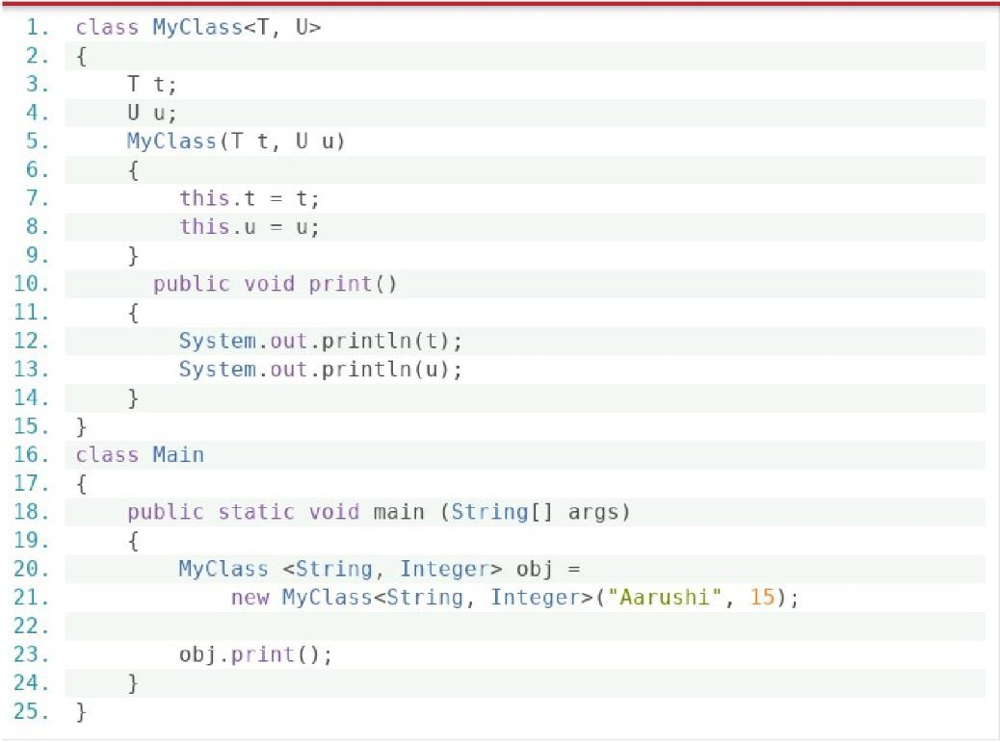 1. class MyClass<T, U>
2. {
3.     T t;
4.     U u;
5.     MyClass(T t, U u)
6.     {
7.         this.t = t;
8.         this.u = u;
9.     }
10.       public void print()
11.     {
12.         System.out.println(t);
13.         System.out.println(u);
14.     }
15. }
16. class Main
17. {
18.     public static void main (String[] args)
19.     {
20.         MyClass <String, Integer> obj =
21.             new MyClass<String, Integer>("Aarushi", 15);
22.
23.         obj.print();
24.     }
25. }